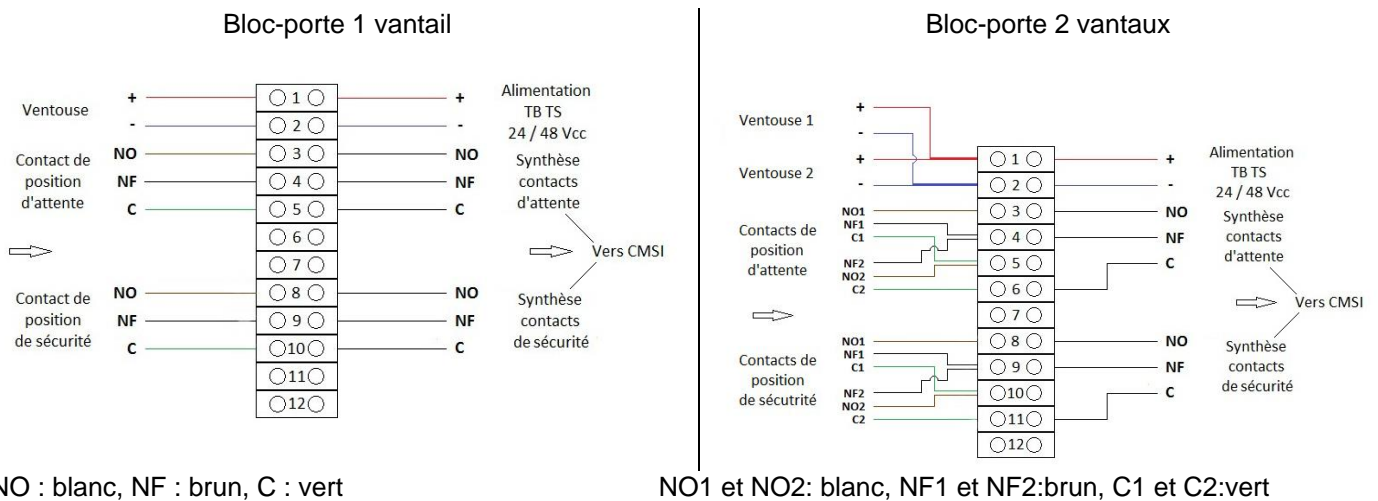 Bloc-porte 1 vantail
Ventouse
+
-
Contact de
position
d'attente
NO
NF
C
Contact de
position
de sécurité
NO
NF
C
1
2
3
4
5
6
7
8
9
10
11
12
+
-
NO
NF
C
NO
NF
C
Alimentation
TB TS
24 / 48 Vcc
Synthèse
contacts
d'attente
Vers CMSI
Synthèse
contacts
de sécurité
NO : blanc, NF : brun, C : vert
Bloc-porte 2 vantaux
Ventouse 1
+
-
Ventouse 2
+
-
Contacts de
position
d'attente
NO1
NF1
C1
NF2
NO2
C2
Contacts de
position
de sécutrité
NO1
NF1
C1
NF2
NO2
C2
1
2
3
4
5
6
7
8
9
10
11
12
+
-
NO
NF
C
NO
NF
C
Alimentation
TB TS
24 / 48 Vcc
Synthèse
contacts
d'attente
Vers CMSI
Synthèse
contacts
de sécurité
NO1 et NO2: blanc, NF1 et NF2:brun, C1 et C2:vert